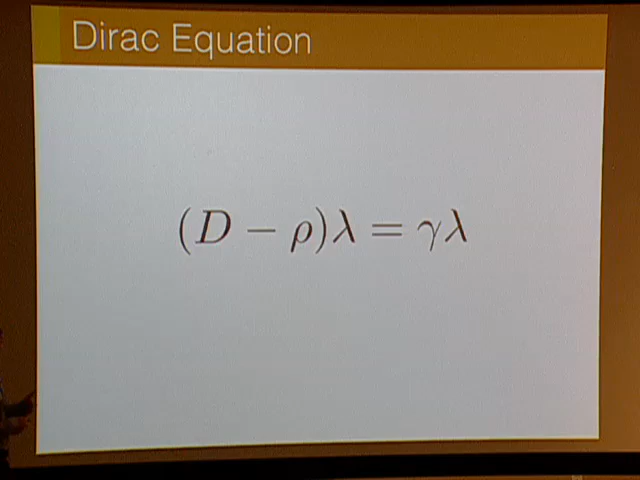 Dirac Equation
(D − ρ)λ = γλ